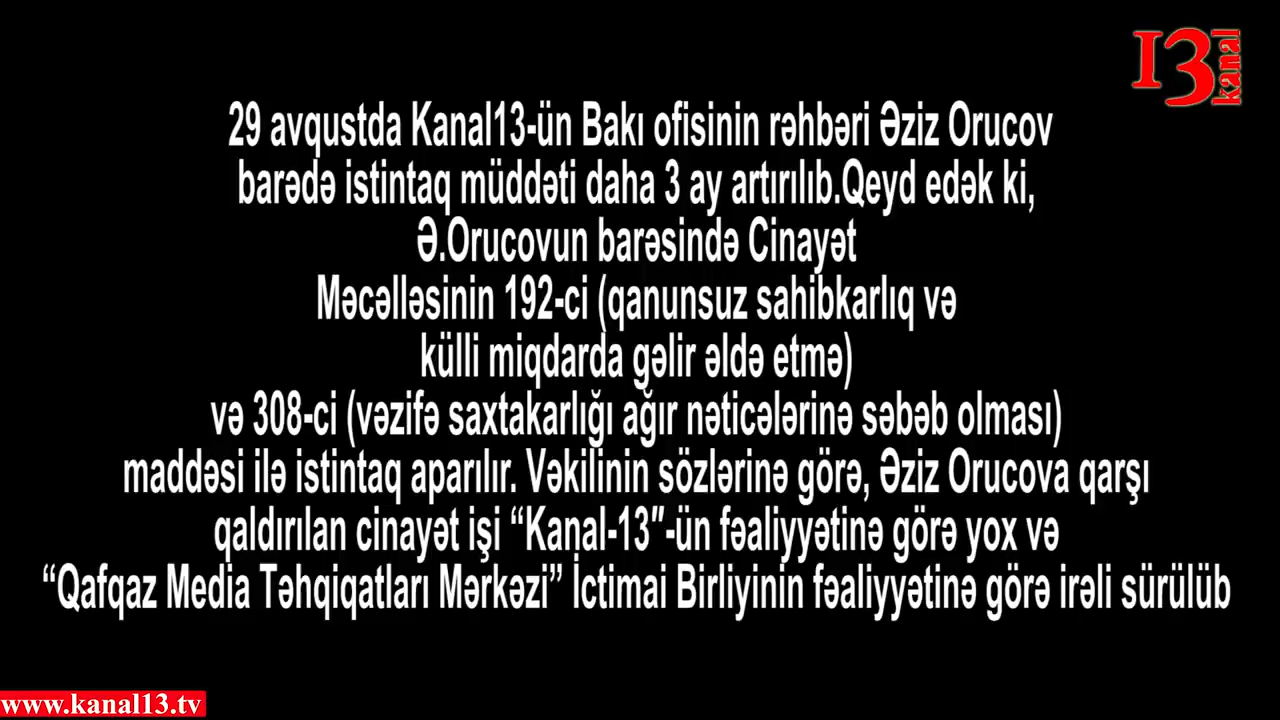 13 kanal
29 avqustda Kanal13-ün Bakı ofisinin rəhbəri Əziz Orucov
barədə istintaq müddəti daha 3 ay artırılıb.Qeyd edək ki,
Ə.Orucovun barəsində Cinayət
Məcəlləsinin 192-ci (qanunsuz sahibkarlıq və
külli miqdarda gəlir əldə etmə)
və 308-ci (vəzifə saxtakarlığı ağır nəticələrinə səbəb olması)
maddəsi ilə istintaq aparılır. Vəkilinin sözlərinə görə, Əziz Orucova qarşı
qaldırılan cinayət işi “Kanal-13″-ün fəaliyyətinə görə yox və
“Qafqaz Media Təhqiqatları Mərkəzi” İctimai Birliyinin fəaliyyətinə görə irəli sürülüb
www.kanal13.tv